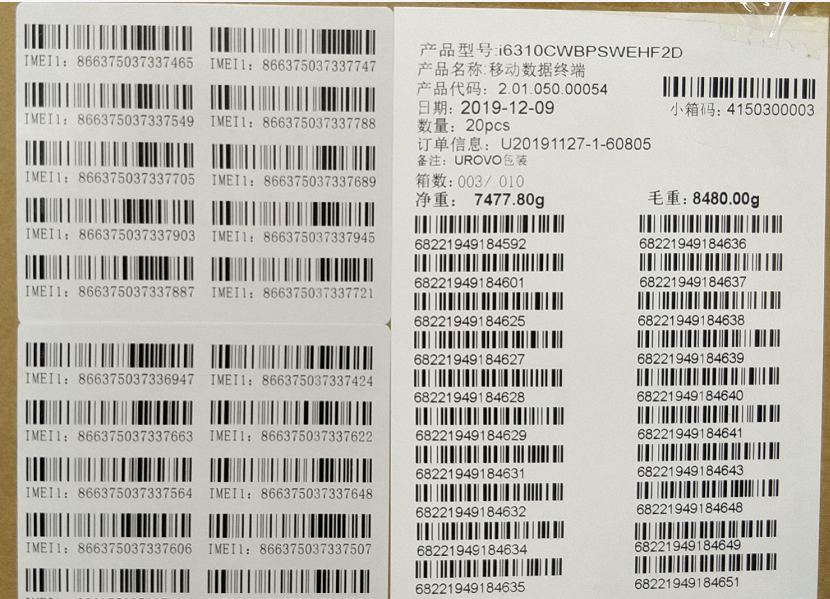 IMEI1: 866375037337465
IMEI1: 866375037337747
IMEI1: 866375037337549
IMEI1: 866375037337788
IMEI1: 866375037337705
IMEI1: 866375037337689
IMEI1: 866375037337903
IMEI1: 866375037337945
IMEI1: 866375037337887
IMEI1: 866375037337721
IMEI1: 866375037336947
IMEI1: 866375037337424
IMEI1: 866375037337663
IMEI1: 866375037337622
IMEI1: 866375037337564
IMEI1: 866375037337648
IMEI1: 866375037337606
IMEI1: 866375037337507
产品型号:i6310CWBPSWEHF2D
产品名称:移动数据终端
产品代码: 2.01.050.00054
小箱码: 4150300003
日期: 2019-12-09
数量: 20pcs
订单信息: U20191127-1-60805
备注: UROVO包装
箱数: 003/ 010
净重: 7477.80g
毛重: 8480.00g
68221949184592
68221949184636
68221949184601
68221949184637
68221949184625
68221949184638
68221949184627
68221949184639
68221949184628
68221949184640
68221949184629
68221949184641
68221949184631
68221949184643
68221949184632
68221949184648
68221949184634
68221949184649
68221949184635
68221949184651